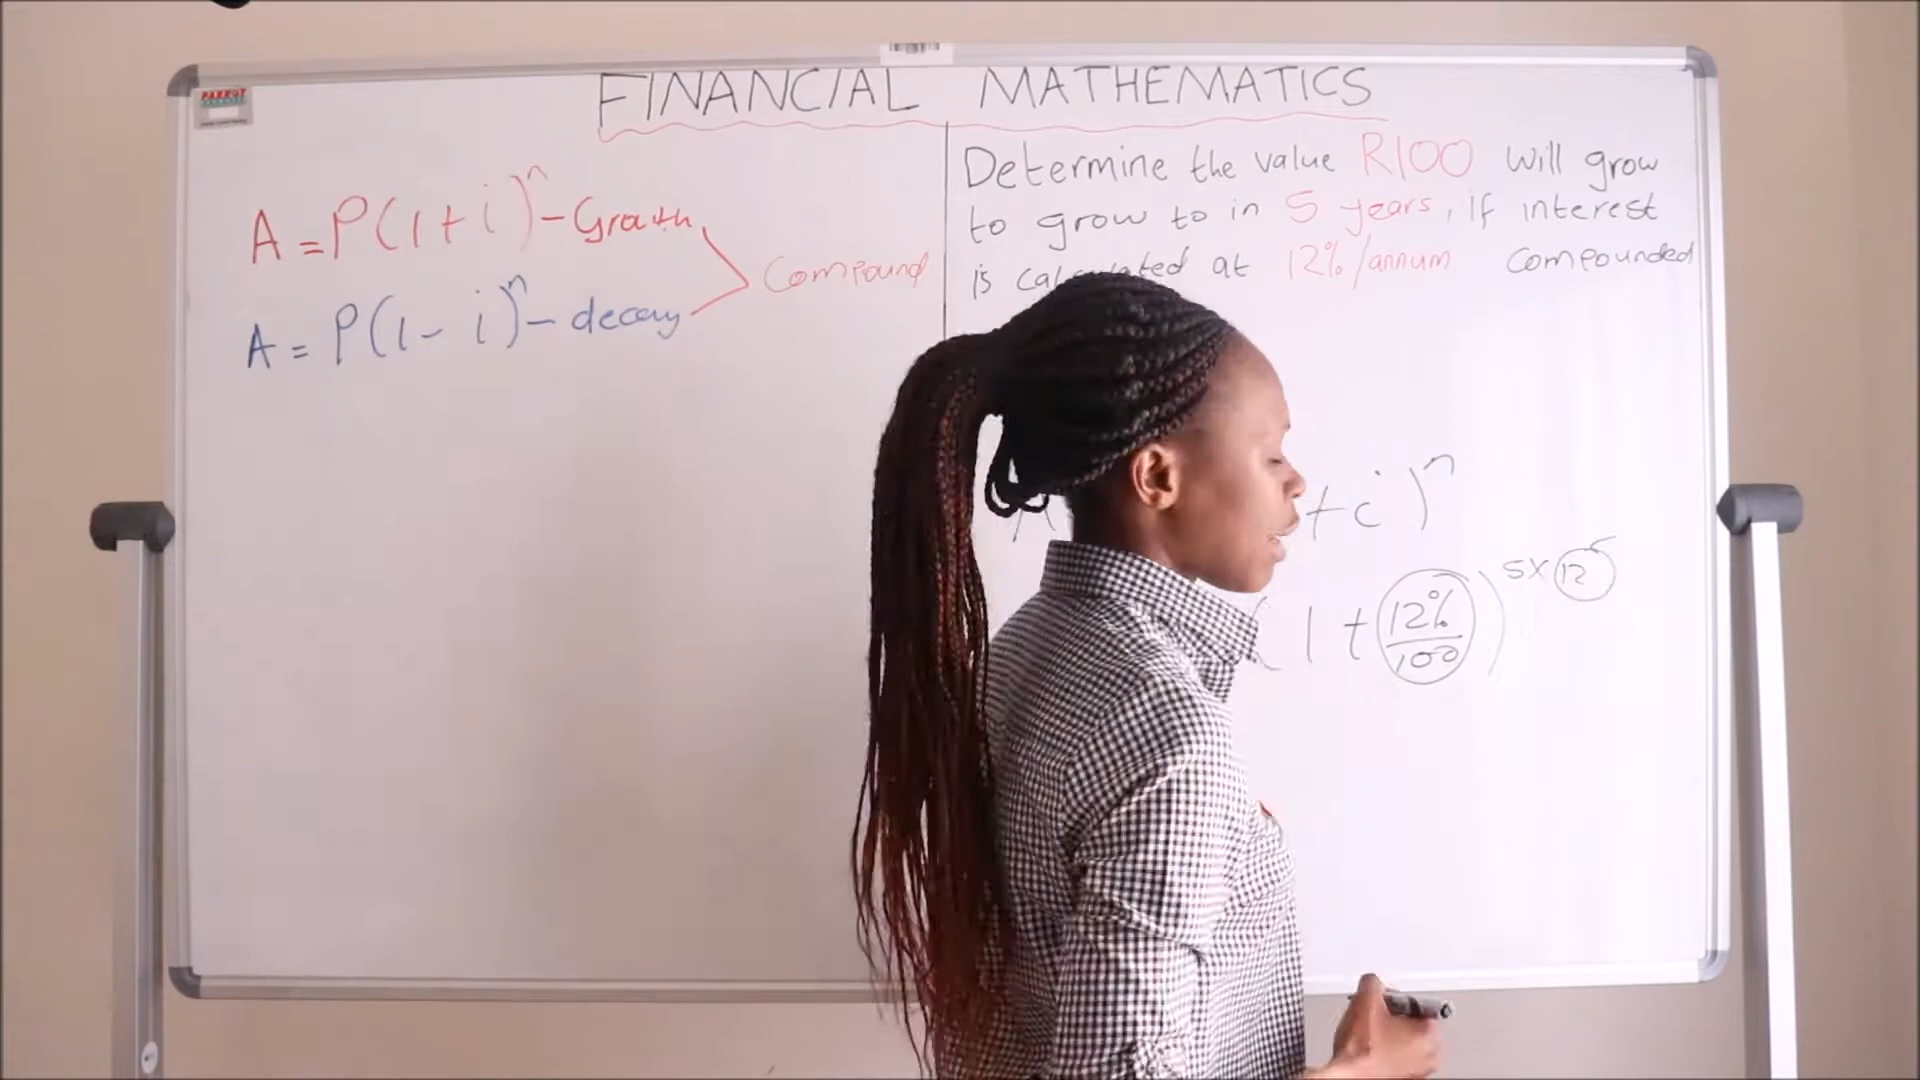 PARROT
FINANCIAL MATHEMATICS
A = P(1+i)^n - Growth
A = P(1-i)^n - decay
Compound
Determine the value R100 will grow
to grow to in 5 years, if interest
is calculated at 12%/annum compounded
+i)^n
(1+12%/100)^5×12